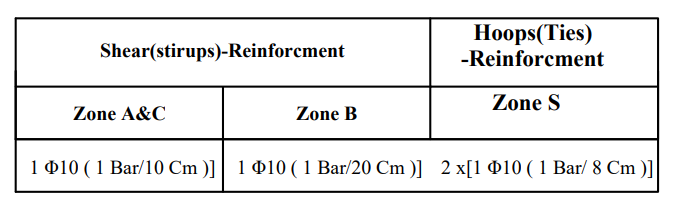 Shear(stirups)-Reinforcment
Hoops(Ties)
-Reinforcment
Zone A&C
Zone B
Zone S
1 Φ10 ( 1 Bar/10 Cm )]
1 Φ10 ( 1 Bar/20 Cm )]
2 x[1 Φ10 ( 1 Bar/ 8 Cm )]